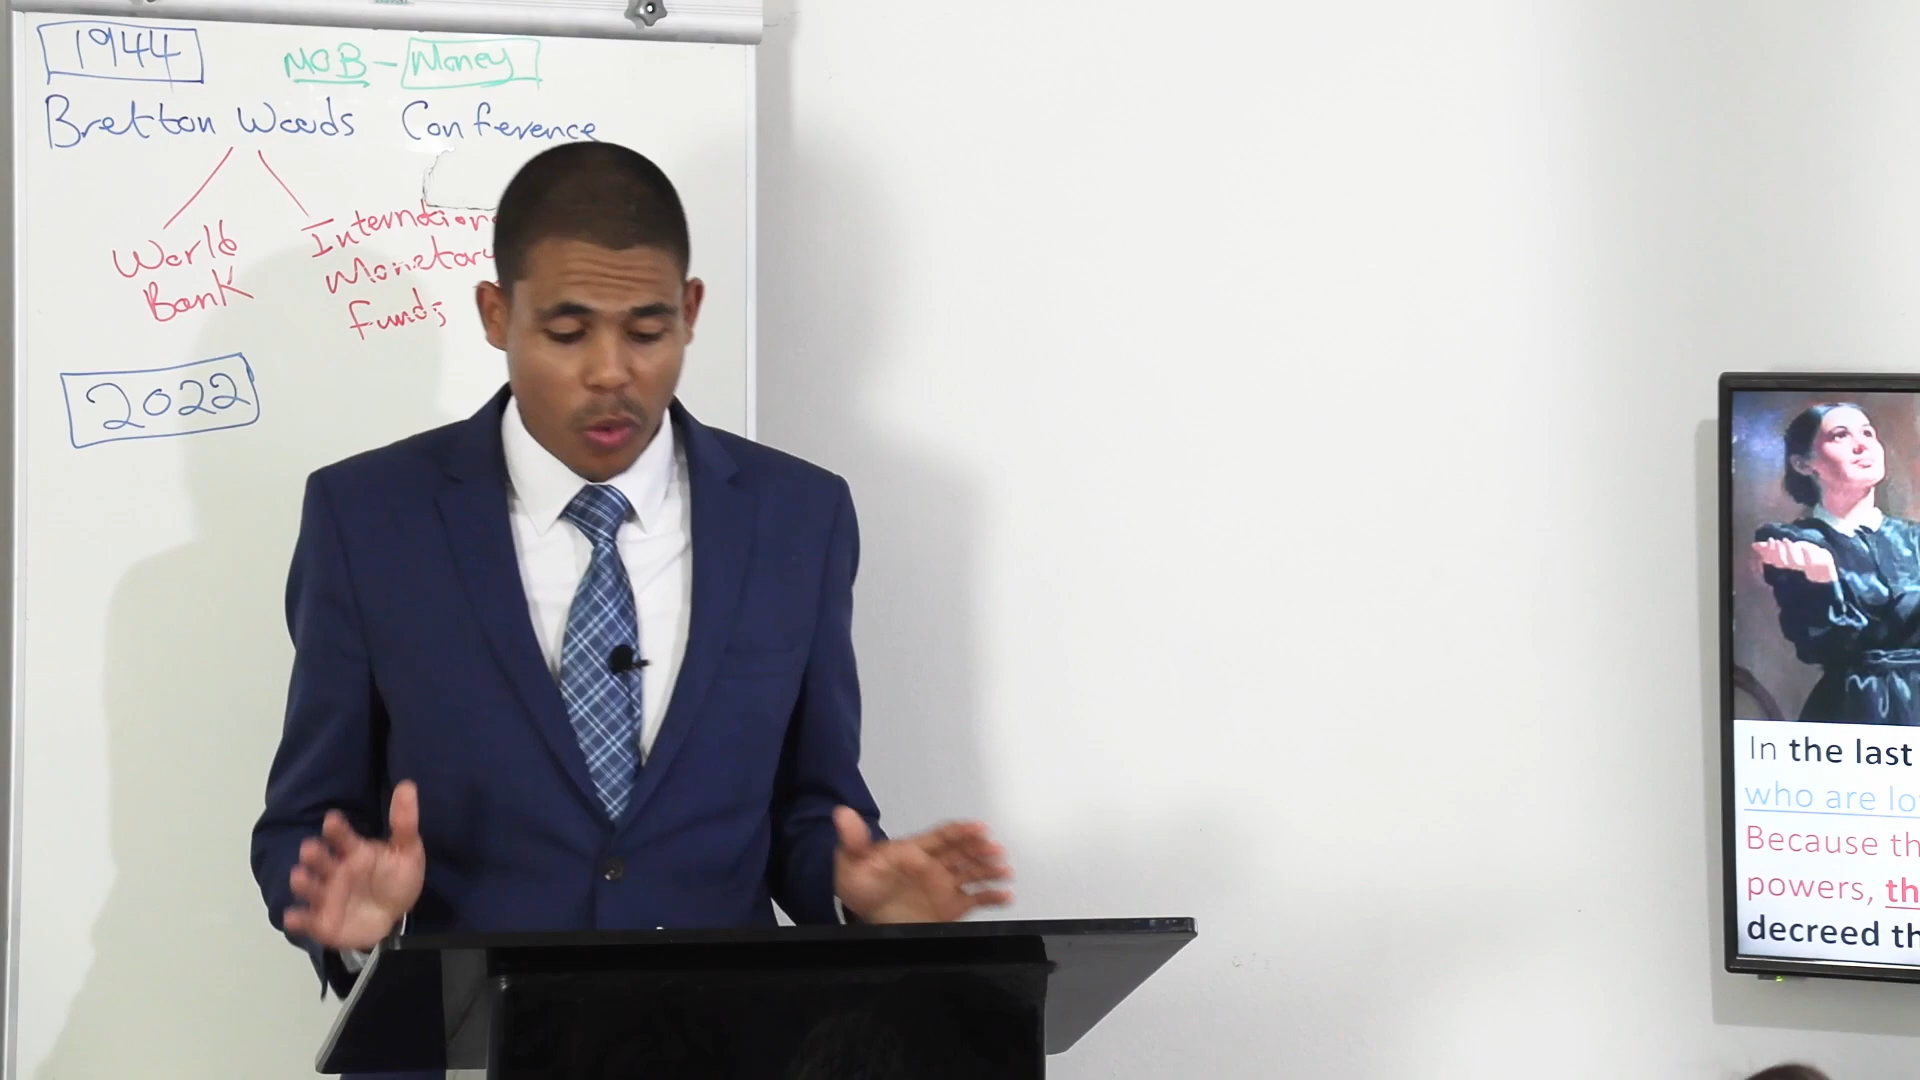 1944
MOB - Money
Bretton Woods Conference
World
Bank
Internation
Monetary
funds
2022
In the last
who are lo
Because th
powers, th
decreed th